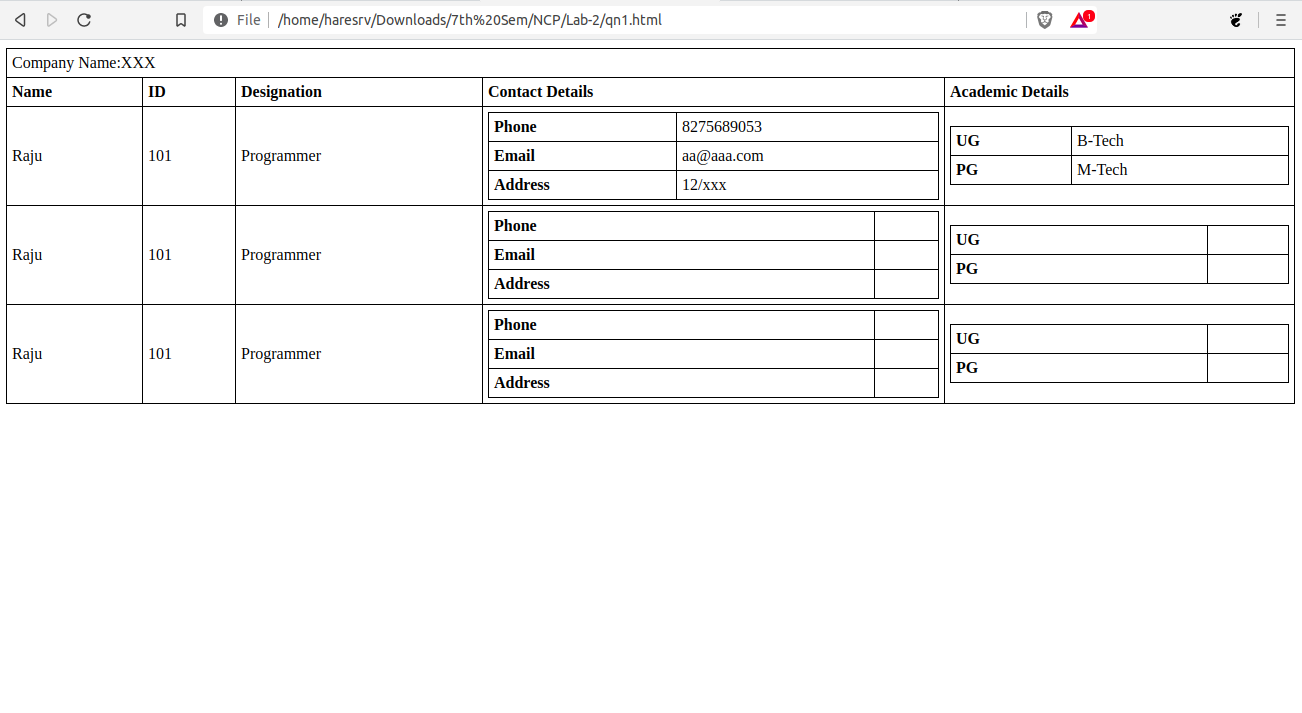 File /home/haresrv/Downloads/7th%20Sem/NCP/Lab-2/qn1.html 1
Company Name:XXX
Name ID Designation Contact Details Academic Details
Raju 101 Programmer
Phone 8275689053
Email aa@aaa.com
Address 12/xxx
UG B-Tech
PG M-Tech
Raju 101 Programmer
Phone
Email
Address
UG
PG
Raju 101 Programmer
Phone
Email
Address
UG
PG